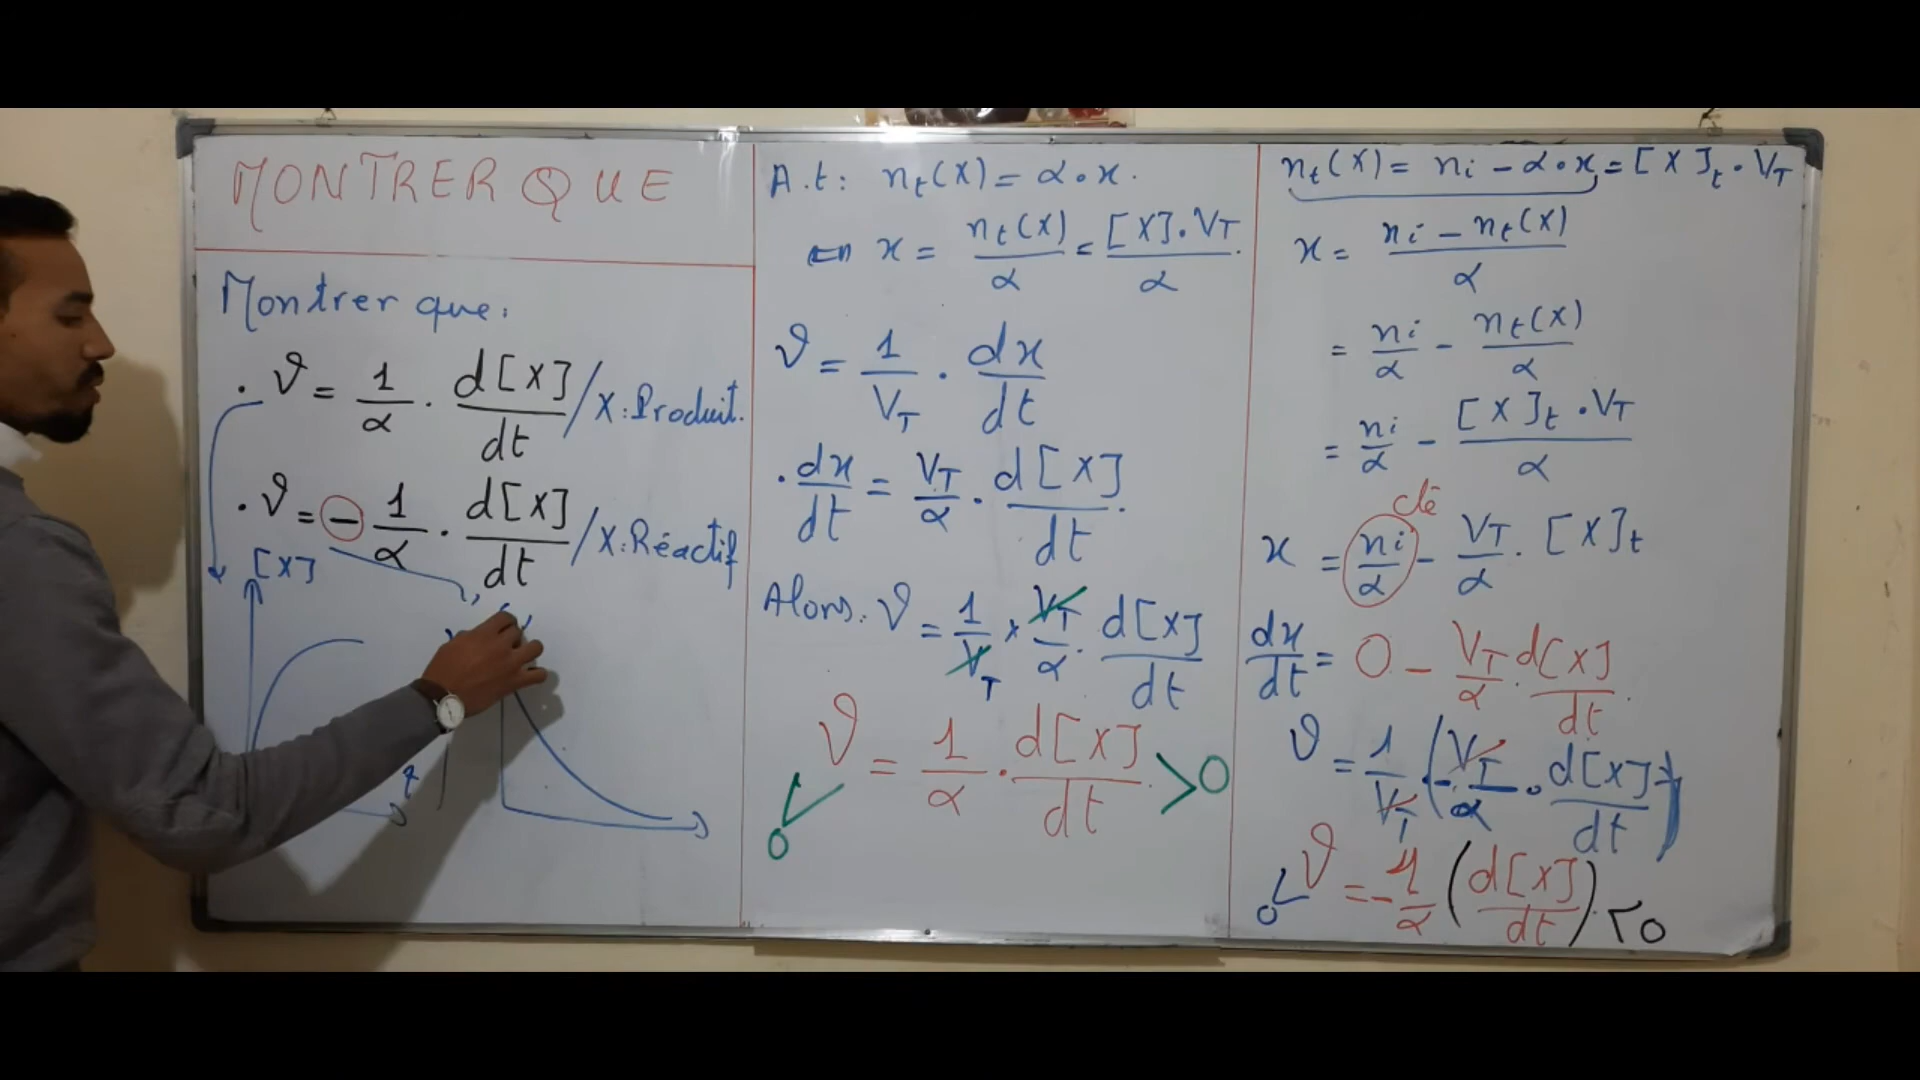 MONTRER QUE
Montrer que:
. V = 1/α . d[X]/dt / X: Produit.
. V = - 1/α . d[X]/dt / X: Réactif
[X]
t
A.t: nt(X) = α . x.
x = nt(X)/α = [X].VT/α
V = 1/VT . dx/dt
. dx/dt = VT/α . d[X]/dt.
Alors: V = 1/VT × VT/α . d[X]/dt
V = 1/α . d[X]/dt > 0
nt(X) = ni - α . x = [X]t . VT
x = ni - nt(X)/α
= ni/α - nt(X)/α
= ni/α - [X]t . VT/α
clé
x = ni/α - VT/α . [X]t
dx/dt = 0 - VT/α . d[X]/dt
V = 1/VT . (- VT/α . d[X]/dt)
V = - 1/α (d[X]/dt) < 0